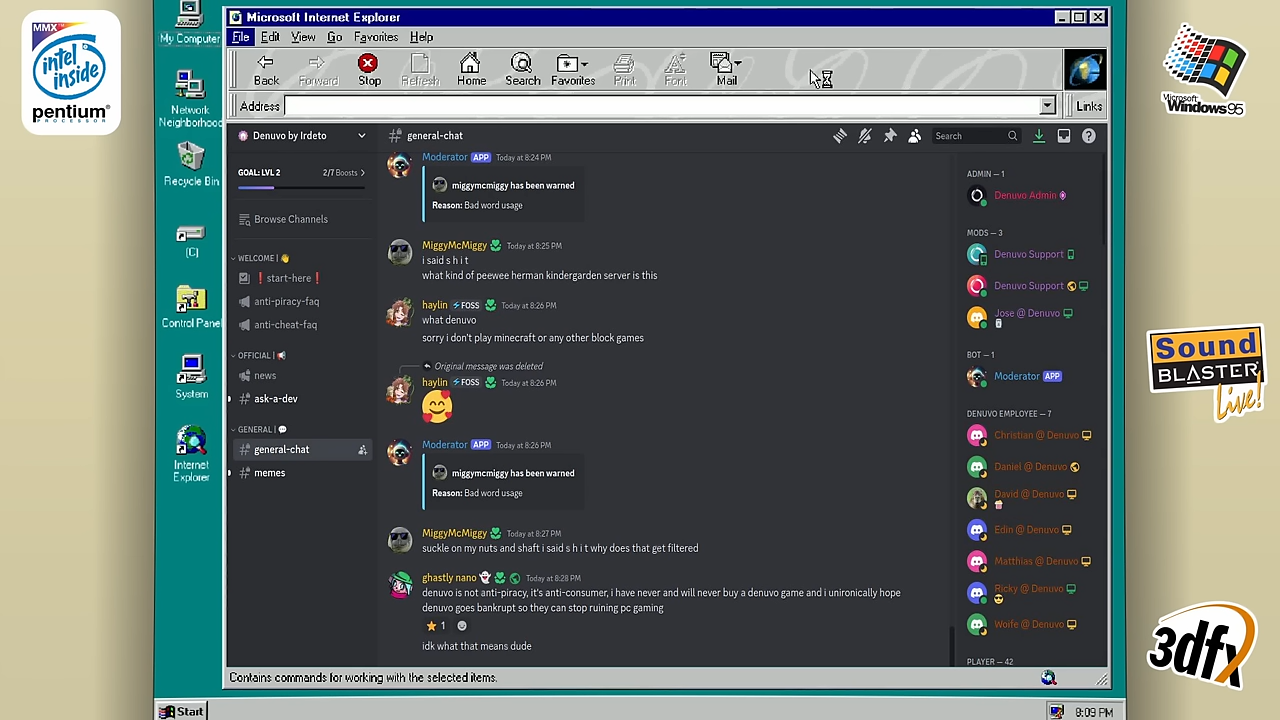 MMX
intel
inside
pentium®
PROCESSOR
My Computer
Network
Neighborhood
Recycle Bin
(C)
Control Panel
System
Internet
Explorer
Microsoft Internet Explorer
File Edit View Go Favorites Help
Back Forward Stop Refresh Home Search Favorites Print Font Mail
Address Links
Denuvo by Irdeto
GOAL: LVL 2 2/7 Boosts
Browse Channels
WELCOME | 👋
❗start-here❗
anti-piracy-faq
anti-cheat-faq
OFFICIAL | 📢
news
ask-a-dev
GENERAL | 💬
general-chat
memes
general-chat
Search
Moderator APP Today at 8:24 PM
miggymcmiggy has been warned
Reason: Bad word usage
MiggyMcMiggy Today at 8:25 PM
i said s h i t
what kind of peewee herman kindergarden server is this
haylin FOSS Today at 8:26 PM
what denuvo
sorry i don't play minecraft or any other block games
Original message was deleted
haylin FOSS Today at 8:26 PM
🥰
Moderator APP Today at 8:26 PM
miggymcmiggy has been warned
Reason: Bad word usage
MiggyMcMiggy Today at 8:27 PM
suckle on my nuts and shaft i said s h i t why does that get filtered
ghastly nano 👻 Today at 8:28 PM
denuvo is not anti-piracy, it's anti-consumer, i have never and will never buy a denuvo game and i unironically hope
denuvo goes bankrupt so they can stop ruining pc gaming
⭐ 1
idk what that means dude
ADMIN — 1
Denuvo Admin
MODS — 3
Denuvo Support
Denuvo Support
Jose @ Denuvo
BOT — 1
Moderator APP
DENUVO EMPLOYEE — 7
Christian @ Denuvo
Daniel @ Denuvo
David @ Denuvo
Edin @ Denuvo
Matthias @ Denuvo
Ricky @ Denuvo
Woife @ Denuvo
PLAYER — 42
Contains commands for working with the selected items.
Start
8:09 PM
Microsoft
Windows 95
Sound
BLASTER
Live!
3dfx